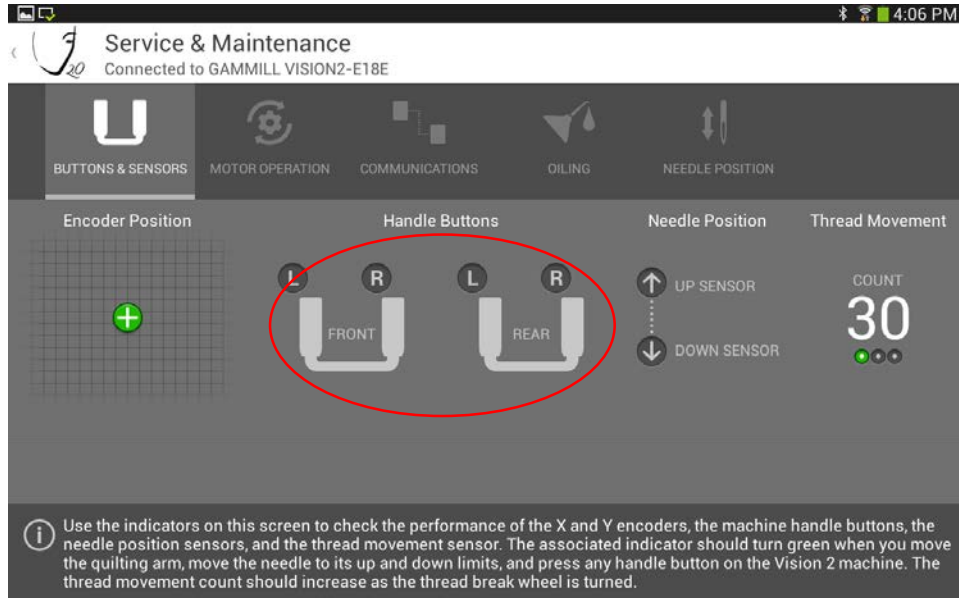 4:06 PM
Service & Maintenance
J20
Connected to GAMMILL VISION2-E18E
BUTTONS & SENSORS
MOTOR OPERATION
COMMUNICATIONS
OILING
NEEDLE POSITION
Encoder Position
Handle Buttons
Needle Position
Thread Movement
L
R
L
R
FRONT
REAR
UP SENSOR
DOWN SENSOR
COUNT
30
Use the indicators on this screen to check the performance of the X and Y encoders, the machine handle buttons, the
needle position sensors, and the thread movement sensor. The associated indicator should turn green when you move
the quilting arm, move the needle to its up and down limits, and press any handle button on the Vision 2 machine. The
thread movement count should increase as the thread break wheel is turned.